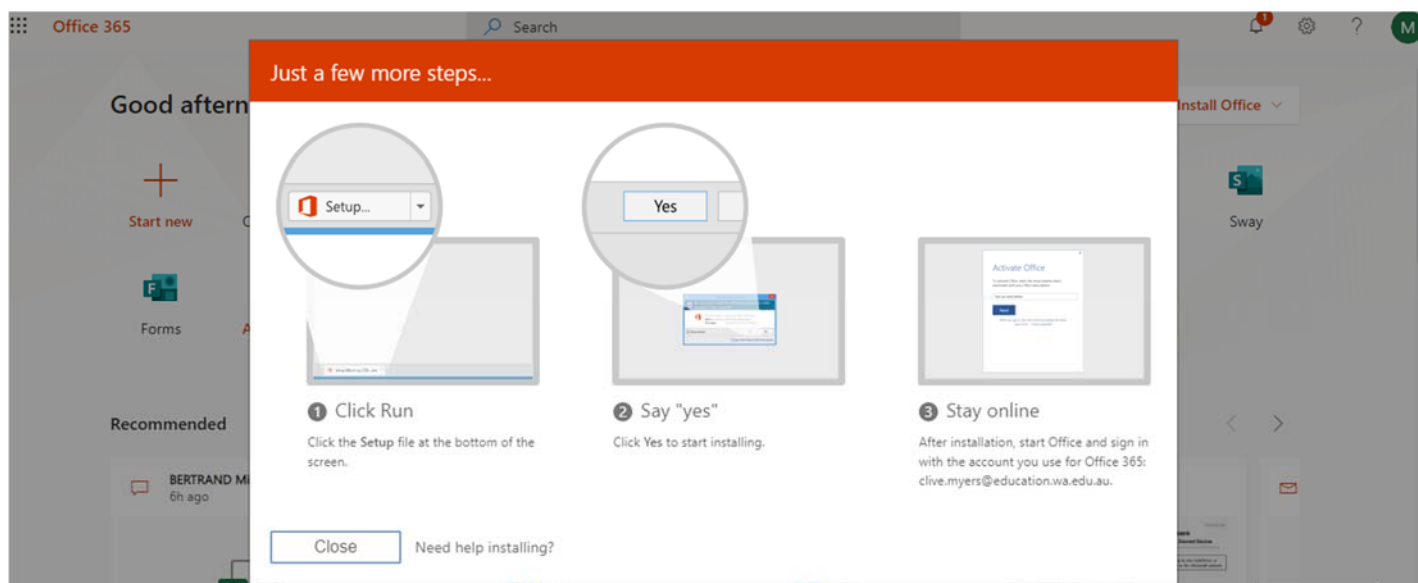 Office 365
Search
1
?
M
Just a few more steps...
Good aftern
Install Office
Setup...
Yes
Start new
Sway
Activate Office
Forms
1 Click Run
2 Say "yes"
3 Stay online
Click the Setup file at the bottom of the
screen.
Click Yes to start installing.
After installation, start Office and sign in
with the account you use for Office 365:
clive.myers@education.wa.edu.au.
Recommended
BERTRAND Mi
6h ago
Close
Need help installing?